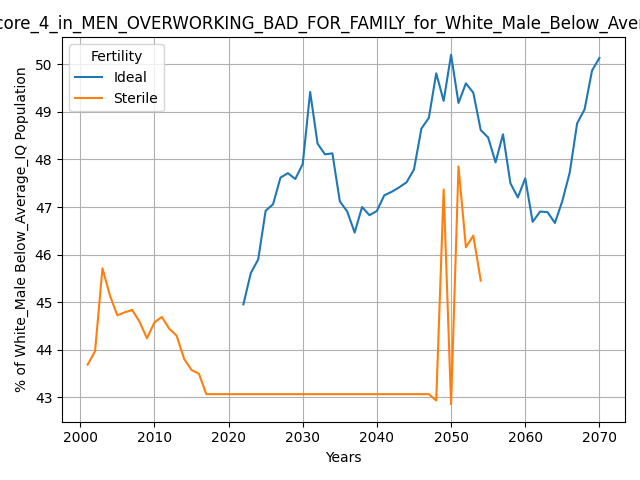 core_4_in_MEN_OVERWORKING_BAD_FOR_FAMILY_for_White_Male_Below_Aver
Fertility
Ideal
Sterile
% of White_Male Below_Average_IQ Population
50
49
48
47
46
45
44
43
2000 2010 2020 2030 2040 2050 2060 2070
Years